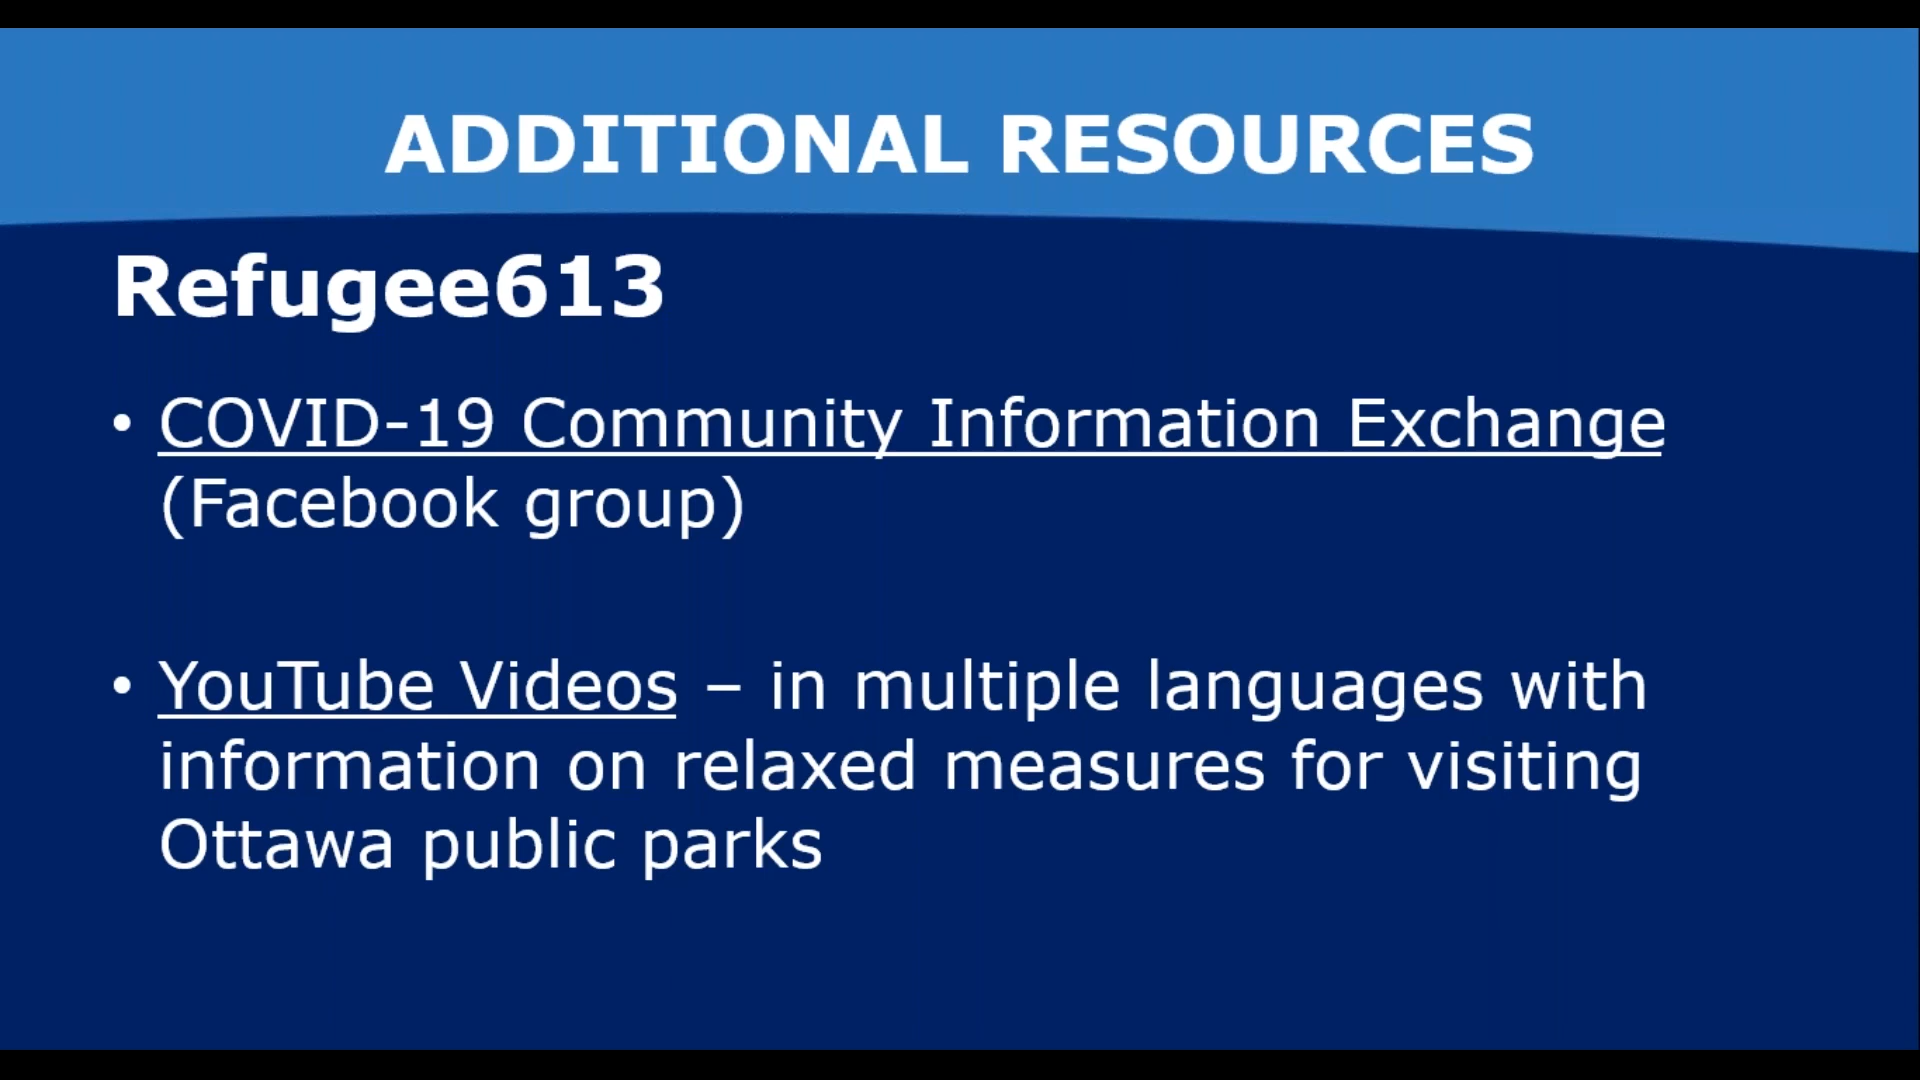 ADDITIONAL RESOURCES
Refugee613
• COVID-19 Community Information Exchange
(Facebook group)
• YouTube Videos – in multiple languages with
information on relaxed measures for visiting
Ottawa public parks